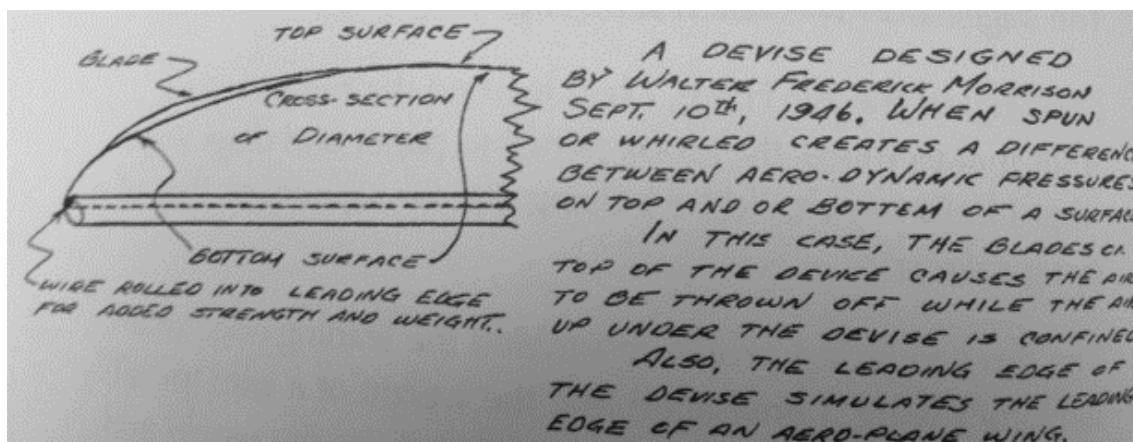 TOP SURFACE
BLADE
CROSS-SECTION
OF DIAMETER
BOTTOM SURFACE
WIRE ROLLED INTO LEADING EDGE
FOR ADDED STRENGTH AND WEIGHT..
A DEVISE DESIGNED
BY WALTER FREDERICK MORRISON
SEPT. 10th, 1946. WHEN SPUN
OR WHIRLED CREATES A DIFFERENC
BETWEEN AERO-DYNAMIC PRESSURES
ON TOP AND OR BOTTOM OF A SURFACE
IN THIS CASE, THE BLADES
TOP OF THE DEVICE CAUSES THE AIR
TO BE THROWN OFF WHILE THE AIR
UP UNDER THE DEVISE IS CONFINED
ALSO, THE LEADING EDGE OF
THE DEVISE SIMULATES THE LEADING
EDGE OF AN AERO-PLANE WING.